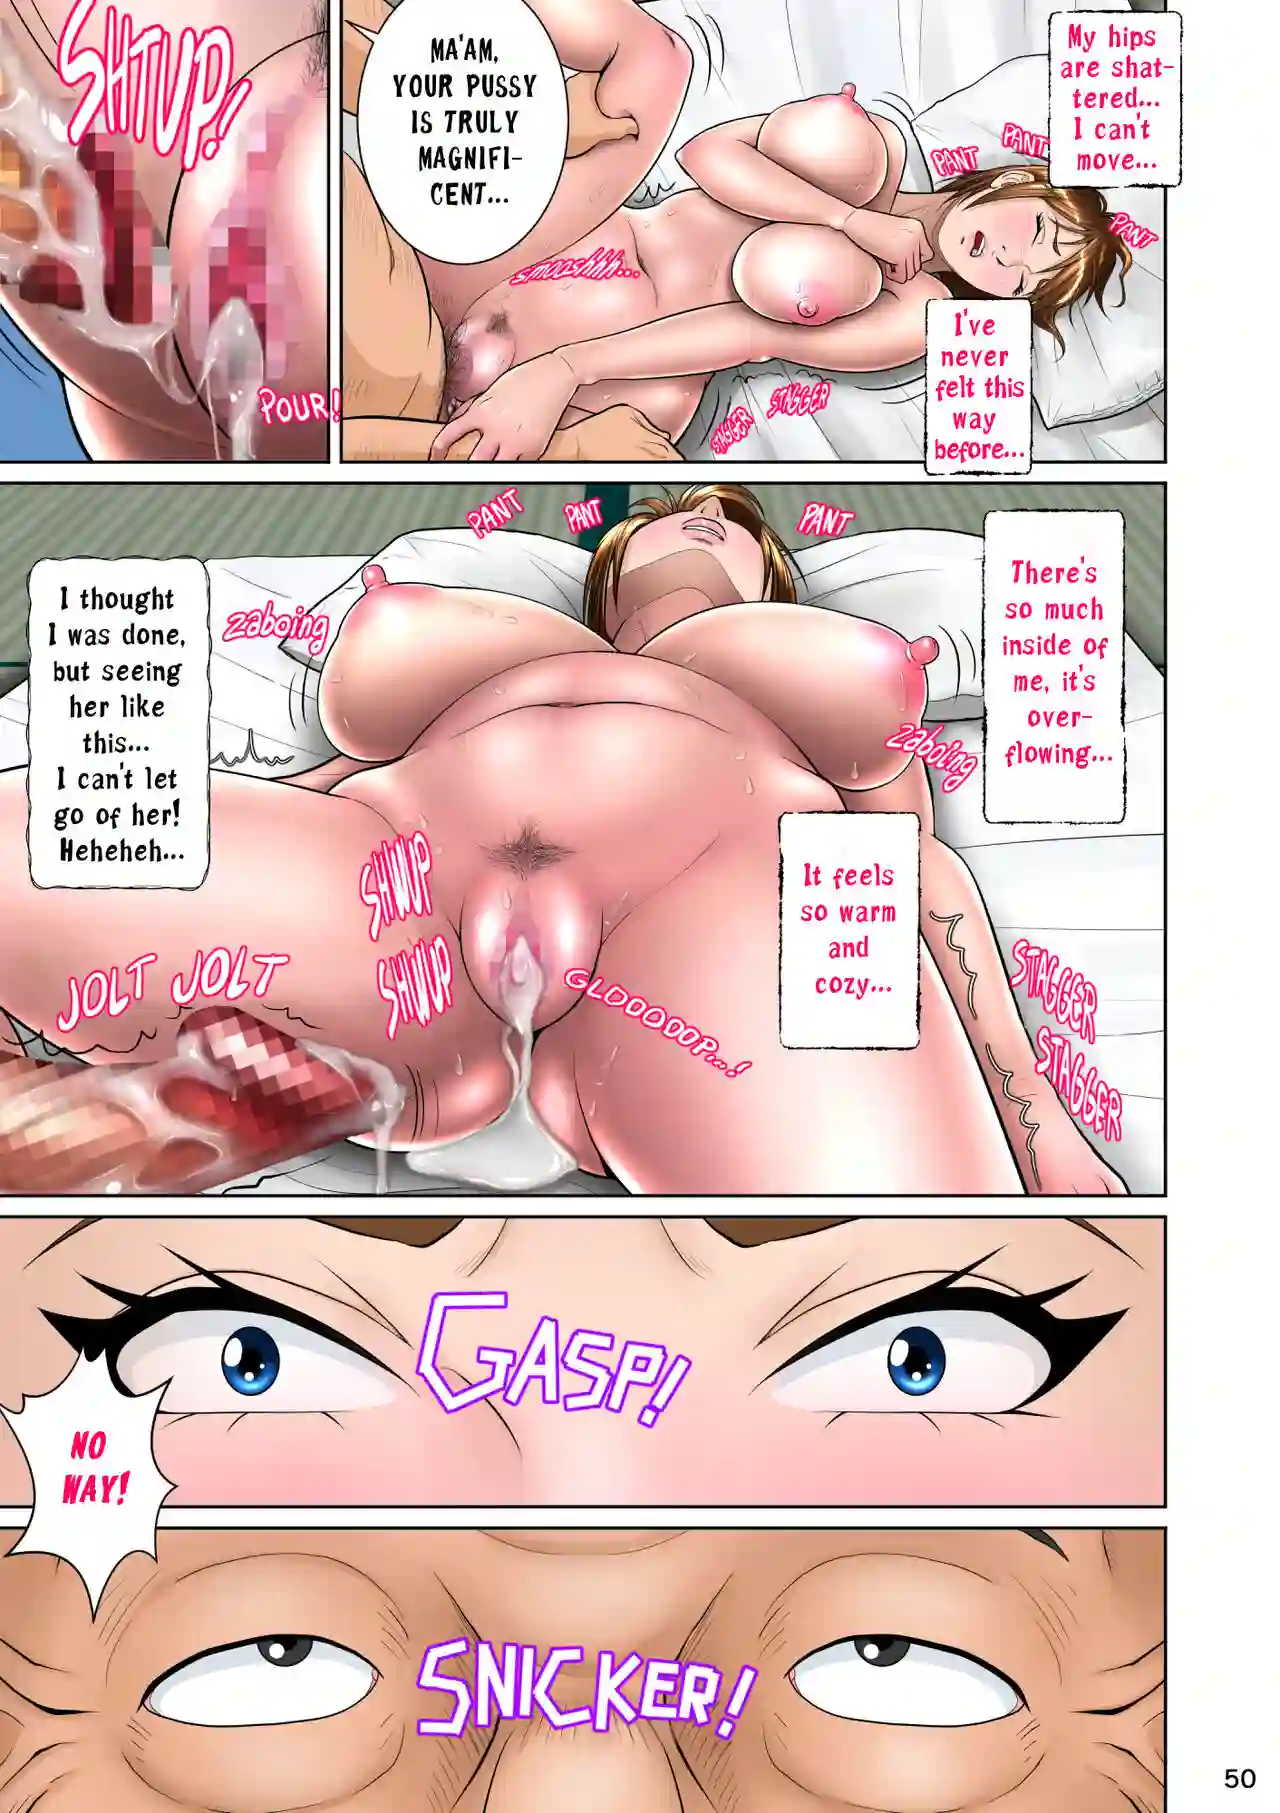 SHTUP!
POUR!
MA'AM,
YOUR PUSSY
IS TRULY
MAGNIFI-
CENT...
smooshhh...
My hips
are shat-
tered...
I can't
move...
PANT
PANT
PANT
I've
never
felt this
way
before...
STAGGER
STAGGER
PANT
PANT
PANT
There's
so much
inside of
me, it's
over-
flowing...
I thought
I was done,
but seeing
her like
this...
I can't let
go of her!
Heheheh...
zaboing
zaboing
It feels
so warm
and
cozy...
SHWUP
SHWUP
JOLT JOLT
GLOOOOOP...!
STAGGER
STAGGER
GASP!
NO
WAY!
SNICKER!
50